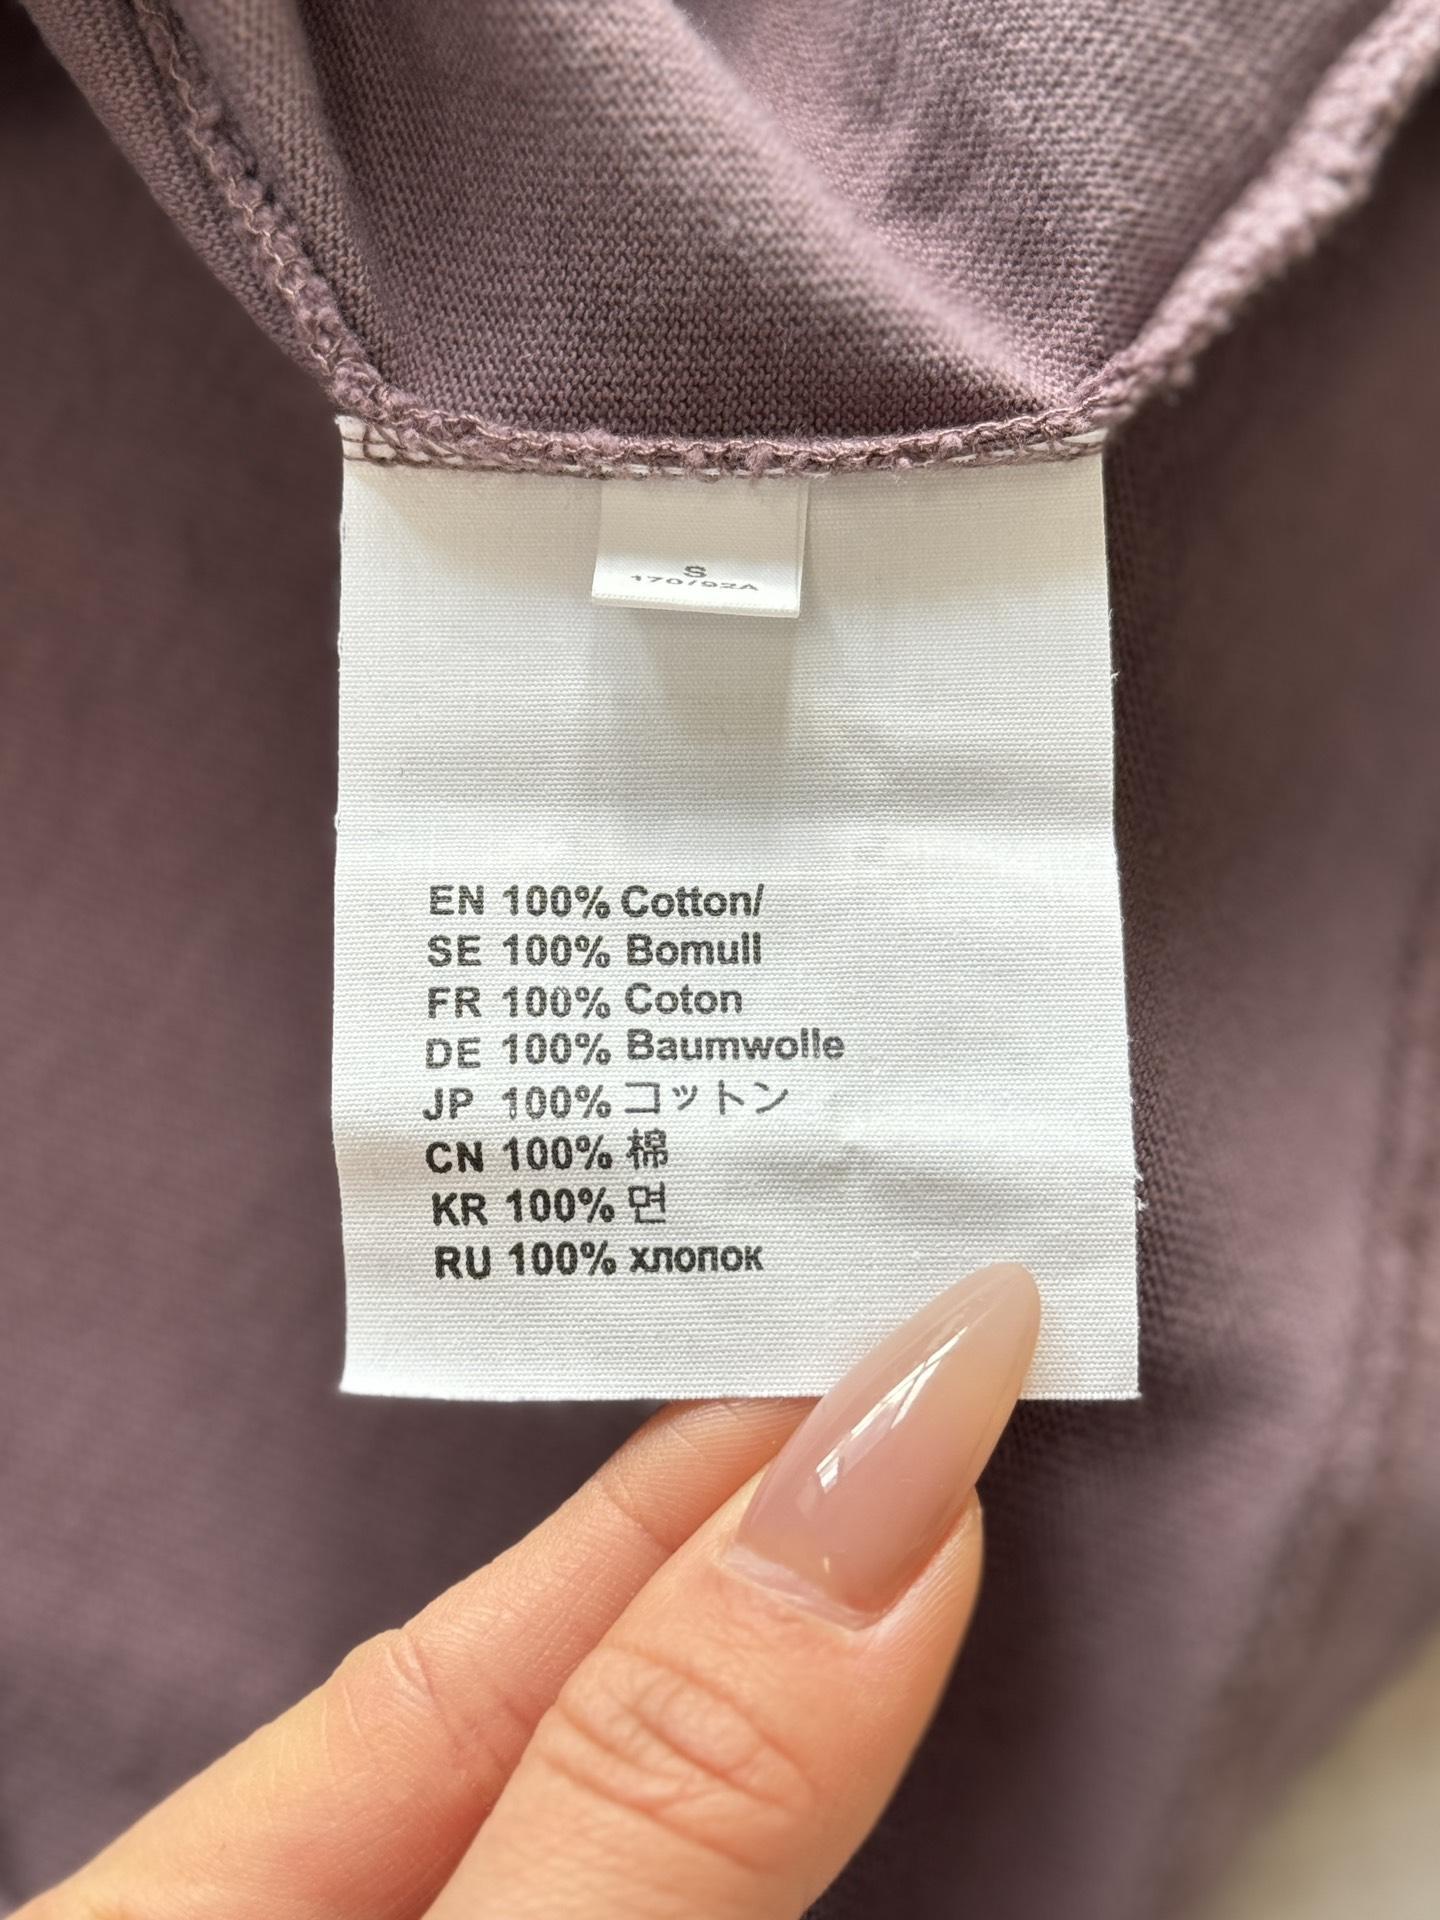 S
170/92A
EN 100% Cotton/
SE 100% Bomull
FR 100% Coton
DE 100% Baumwolle
JP 100% コットン
CN 100% 棉
KR 100% 면
RU 100% хлопок